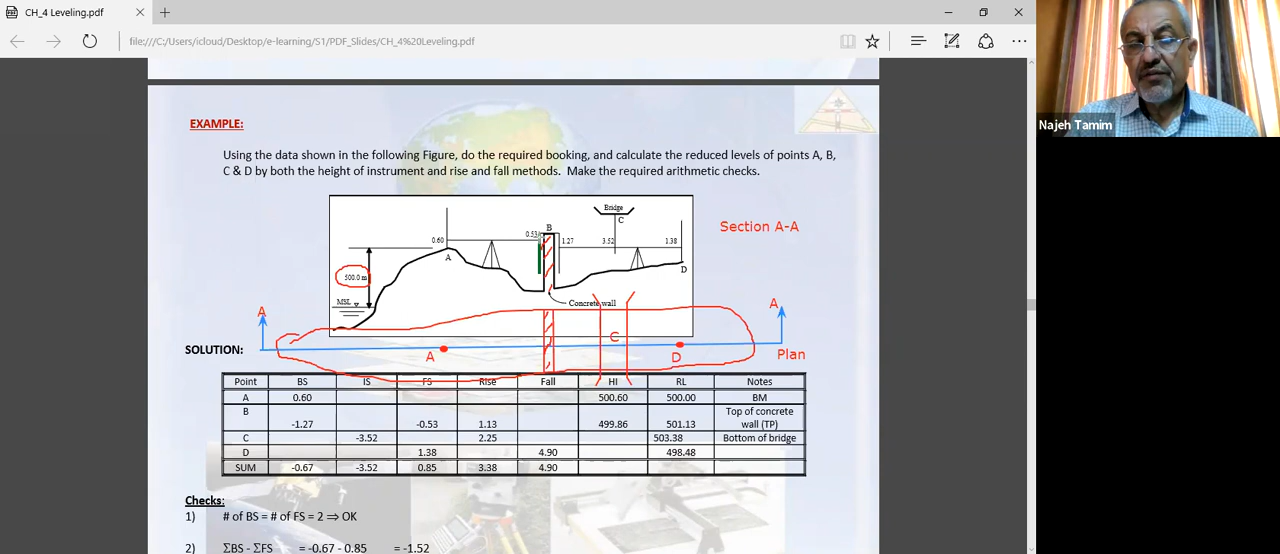 CH_4 Leveling.pdf
file:///C:/Users/icloud/Desktop/e-learning/S1/PDF_Slides/CH_4%20Leveling.pdf
Najeh Tamim
EXAMPLE:
Using the data shown in the following Figure, do the required booking, and calculate the reduced levels of points A, B,
C & D by both the height of instrument and rise and fall methods. Make the required arithmetic checks.
Bridge
C
B
Section A-A
0.60
0.53
1.27
3.52
1.38
A
D
500.0 m
MSL
Concrete wall
A
A
C
SOLUTION:
A
D
Plan
Point BS IS FS Rise Fall HI RL Notes
A 0.60 500.60 500.00 BM
B Top of concrete
-1.27 -0.53 1.13 499.86 501.13 wall (TP)
C -3.52 2.25 503.38 Bottom of bridge
D 1.38 4.90 498.48
SUM -0.67 -3.52 0.85 3.38 4.90
Checks:
1) # of BS = # of FS = 2 ⇒ OK
2) ΣBS - ΣFS = -0.67 - 0.85 = -1.52